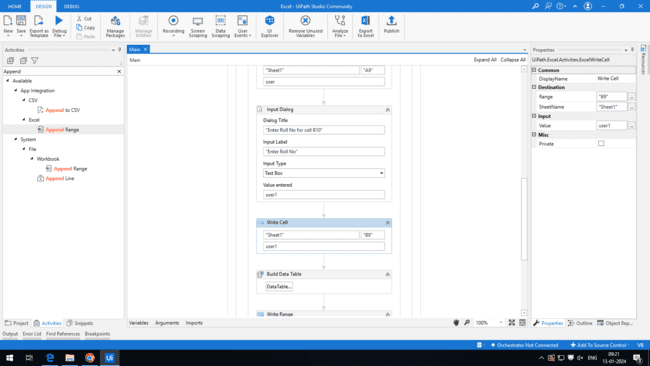 Excel - UiPath Studio Community
HOME DESIGN DEBUG
New Save Export as Template Debug File Cut Copy Paste Manage Packages Manage Entities Recording Screen Scraping Data Scraping User Events UI Explorer Remove Unused Variables Analyze File Export to Excel Publish
Activities
Append
Available
App Integration
CSV
Append to CSV
Excel
Append Range
System
File
Workbook
Append Range
Append Line
Project Activities Snippets
Main
Main Expand All Collapse All
"Sheet1" "A9"
user
Input Dialog
Dialog Title
"Enter Roll No for cell B10"
Input Label
"Enter Roll No"
Input Type
Text Box
Value entered
user1
Write Cell
"Sheet1" "B9"
user1
Build Data Table
DataTable...
Write Range
Variables Arguments Imports 100%
Properties
UiPath.Excel.Activities.ExcelWriteCell
Common
DisplayName Write Cell
Destination
Range "B9" ...
SheetName "Sheet1" ...
Input
Value user1 ...
Misc
Private
Resources
Properties Outline Object Rep...
Output Error List Find References Breakpoints
Orchestrator Not Connected Add To Source Control VB
ENG
09:21
13-01-2024